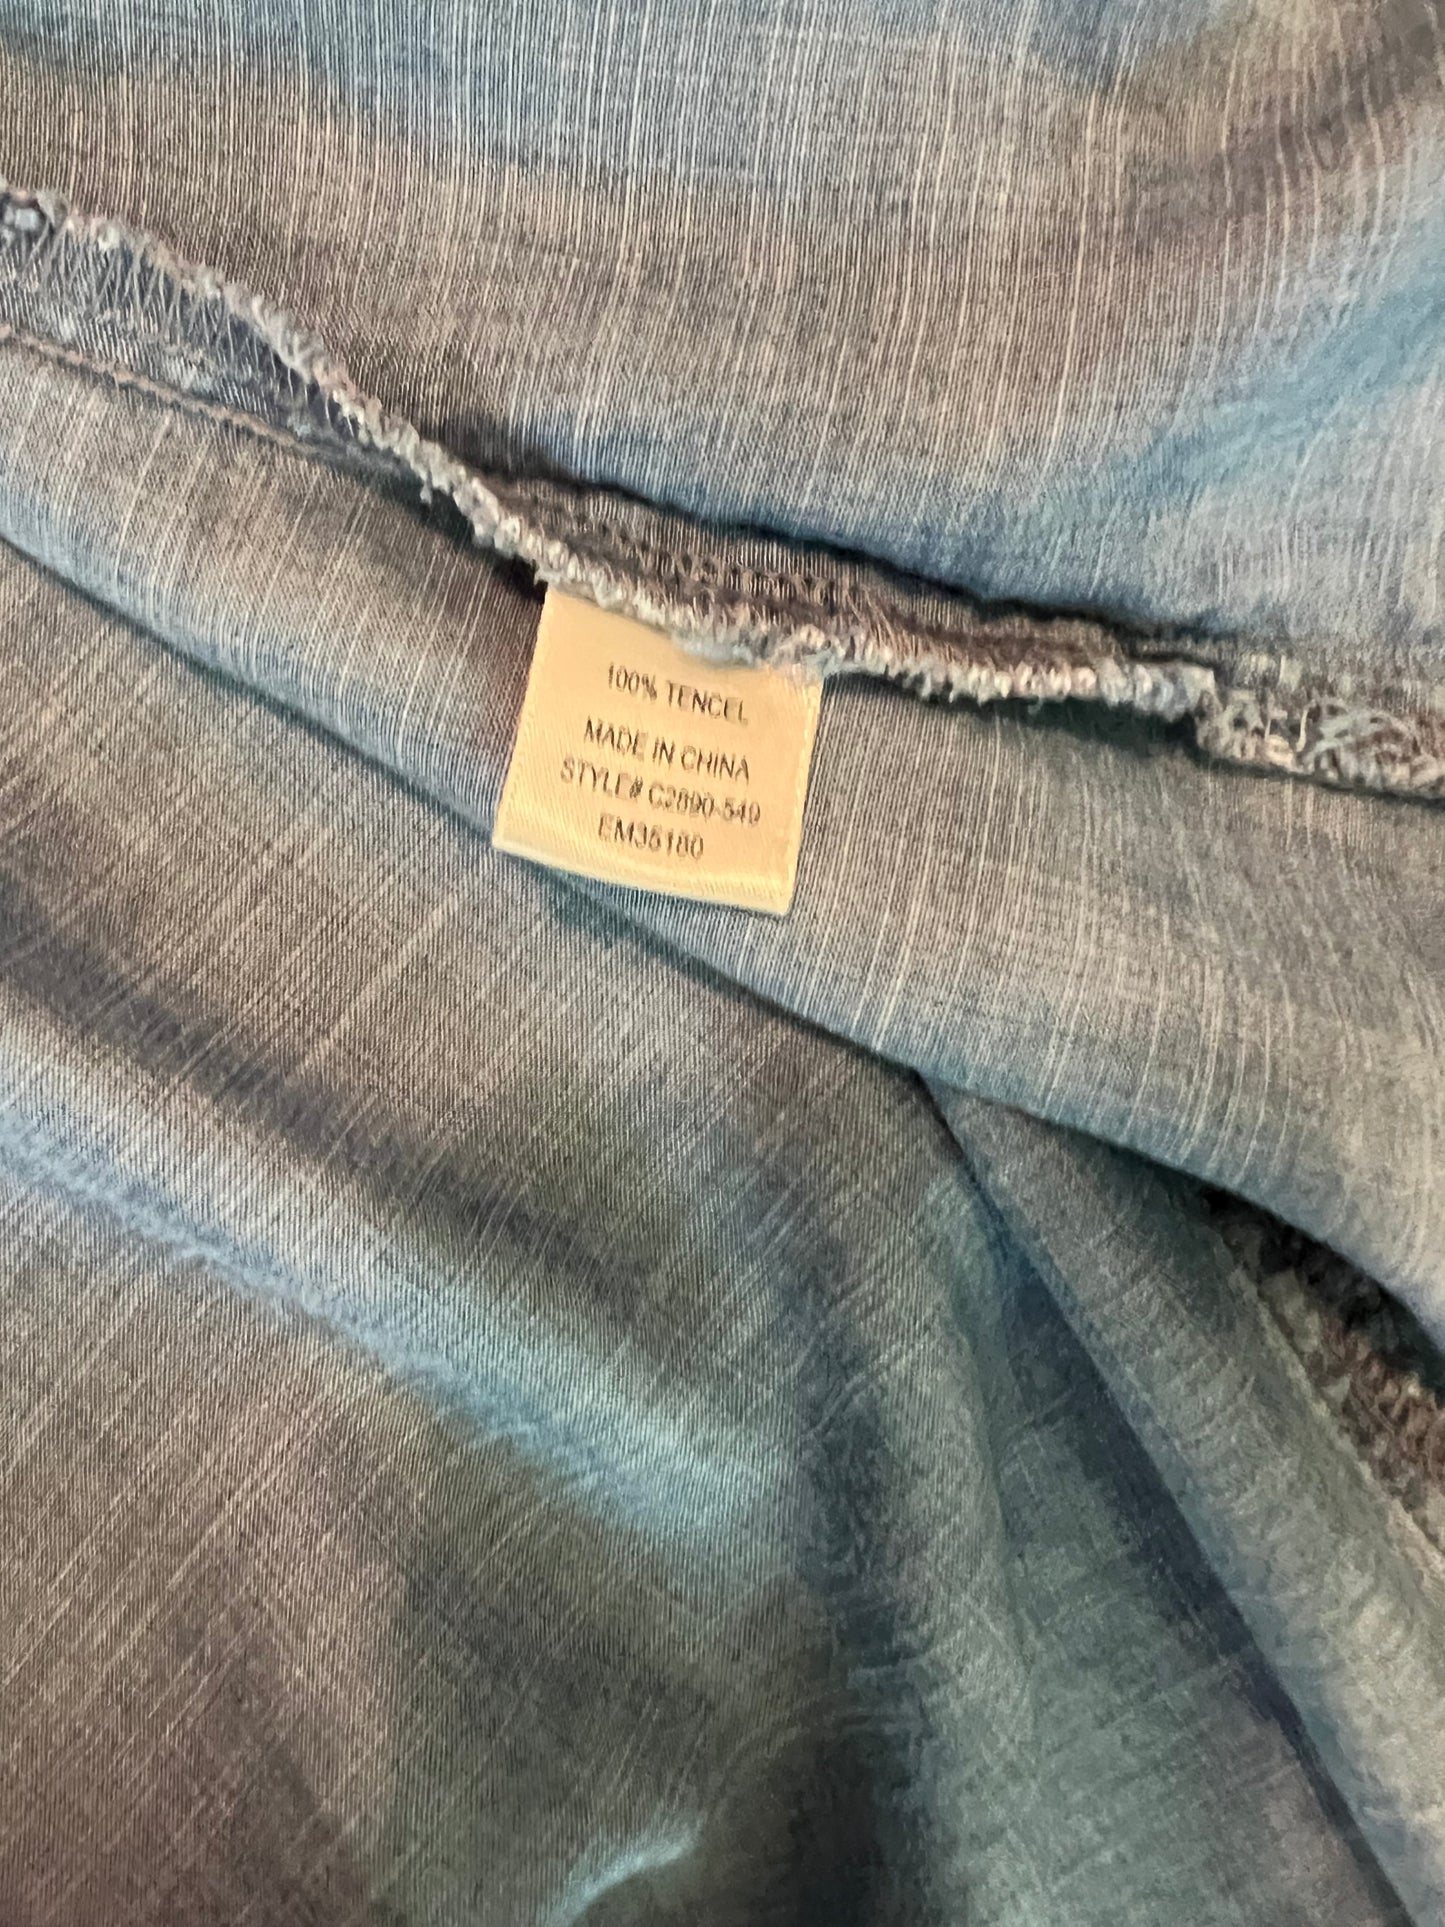 100% TENCEL
MADE IN CHINA
STYLE# C2890-549
EM35180